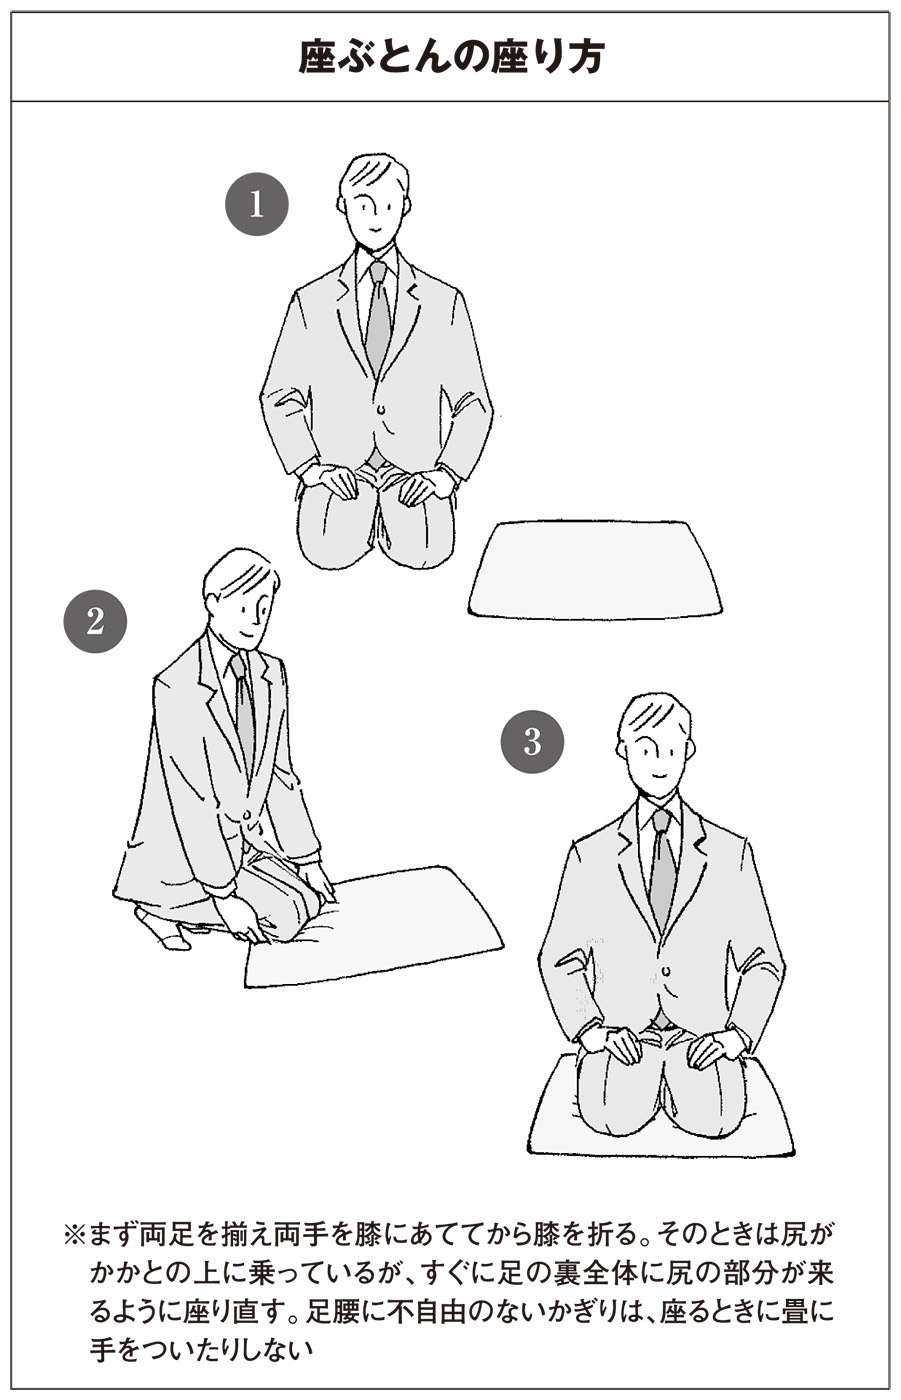 座ぶとんの座り方
1
2
3
※まず両足を揃え両手を膝にあててから膝を折る。そのときは尻が
かかとの上に乗っているが、すぐに足の裏全体に尻の部分が来
るように座り直す。足腰に不自由のないかぎりは、座るときに畳に
手をついたりしない